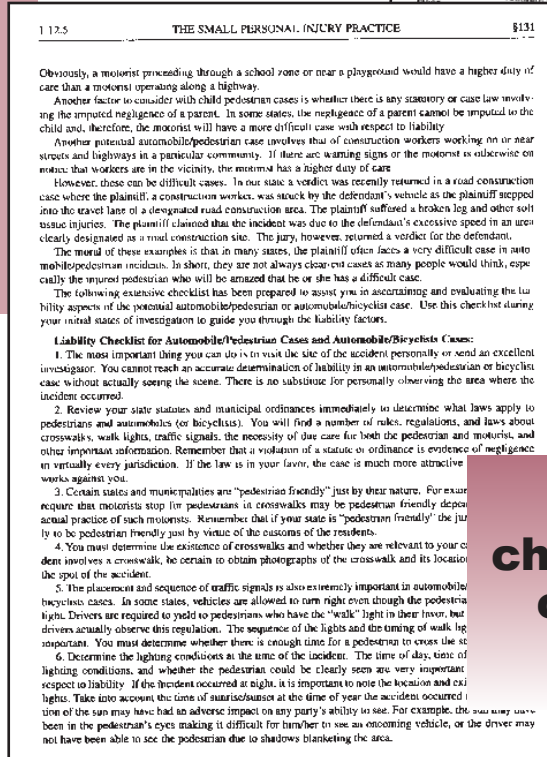 1 12.5 THE SMALL PERSONAL INJURY PRACTICE §131
Obviously, a motorist proceeding through a school zone or near a playground would have a higher duty of
care than a motorist operating along a highway.
Another factor to consider with child pedestrian cases is whether there is any statutory or case law involv-
ing the imputed negligence of a parent. In some states, the negligence of a parent cannot be imputed to the
child and, therefore, the motorist will have a more difficult case with respect to liability
Another potential automobile/pedestrian case involves that of construction workers working on or near
streets and highways in a particular community. If there are warning signs or the motorist is otherwise on
notice that workers are in the vicinity, the motorist has a higher duty of care
However, these can be difficult cases. In our state a verdict was recently returned in a road construction
case where the plaintiff, a construction worker, was struck by the defendant's vehicle as the plaintiff stepped
into the travel lane of a designated road construction area. The plaintiff suffered a broken leg and other soft
tissue injuries. The plaintiff claimed that the incident was due to the defendant's excessive speed in an area
clearly designated as a road construction site. The jury, however, returned a verdict for the defendant.
The moral of these examples is that in many states, the plaintiff often faces a very difficult case in auto
mobile/pedestrian incidents. In short, they are not always clear-cut cases as many people would think, espe
cially the injured pedestrian who will be amazed that he or she has a difficult case.
The following extensive checklist has been prepared to assist you in ascertaining and evaluating the lia
bility aspects of the potential automobile/pedestrian or automobile/bicyclist case. Use this checklist during
your initial states of investigation to guide you through the liability factors.
Liability Checklist for Automobile/Pedestrian Cases and Automobile/Bicyclists Cases:
1. The most important thing you can do is to visit the site of the accident personally or send an excellent
investigator. You cannot reach an accurate determination of liability in an automobile/pedestrian or bicyclist
case without actually seeing the scene. There is no substitute for personally observing the area where the
incident occurred.
2. Review your state statutes and municipal ordinances immediately to determine what laws apply to
pedestrians and automobiles (or bicyclists). You will find a number of rules, regulations, and laws about
crosswalks, walk lights, traffic signals, the necessity of due care for both the pedestrian and motorist, and
other important information. Remember that a violation of a statute or ordinance is evidence of negligence
in virtually every jurisdiction. If the law is in your favor, the case is much more attractive
works against you.
3. Certain states and municipalities are "pedestrian friendly" just by their nature. For exam
require that motorists stop for pedestrians in crosswalks may be pedestrian friendly depe
actual practice of such motorists. Remember that if your state is "pedestrian friendly" the jur
ly to be pedestrian friendly just by virtue of the customs of the residents.
4. You must determine the existence of crosswalks and whether they are relevant to your c
dent involves a crosswalk, be certain to obtain photographs of the crosswalk and its locatio
the spot of the accident.
5. The placement and sequence of traffic signals is also extremely important in automobile/
bicyclists cases. In some states, vehicles are allowed to turn right even though the pedestria
light. Drivers are required to yield to pedestrians who have the "walk" light in their favor, but
drivers actually observe this regulation. The sequence of the lights and the timing of walk lig
important. You must determine whether there is enough time for a pedestrian to cross the st
6. Determine the lighting conditions at the time of the incident. The time of day, time of
lighting conditions, and whether the pedestrian could be clearly seen are very important
respect to liability If the incident occurred at night, it is important to note the location and exi
lights. Take into account the time of sunrise/sunset at the time of year the accident occurred
tion of the sun may have had an adverse impact on any party's ability to see. For example, the sun may have
been in the pedestrian's eyes making it difficult for him/her to see an oncoming vehicle, or the driver may
not have been able to see the pedestrian due to shadows blanketing the area.
ch